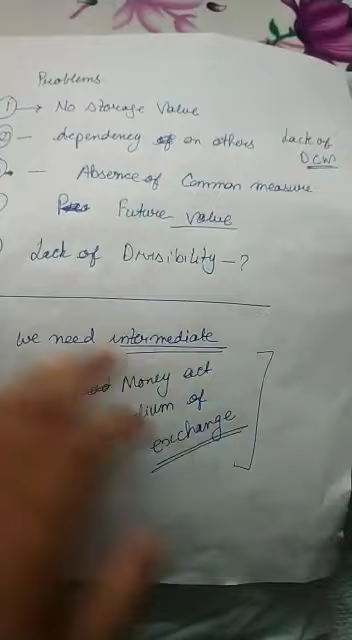 Problems
1 → No Storage Value
2 — dependency on others Lack of
DCW
— Absence of Common measure
Future Value
Lack of Divisibility – ?
we need intermediate
Money act
dium of
exchange